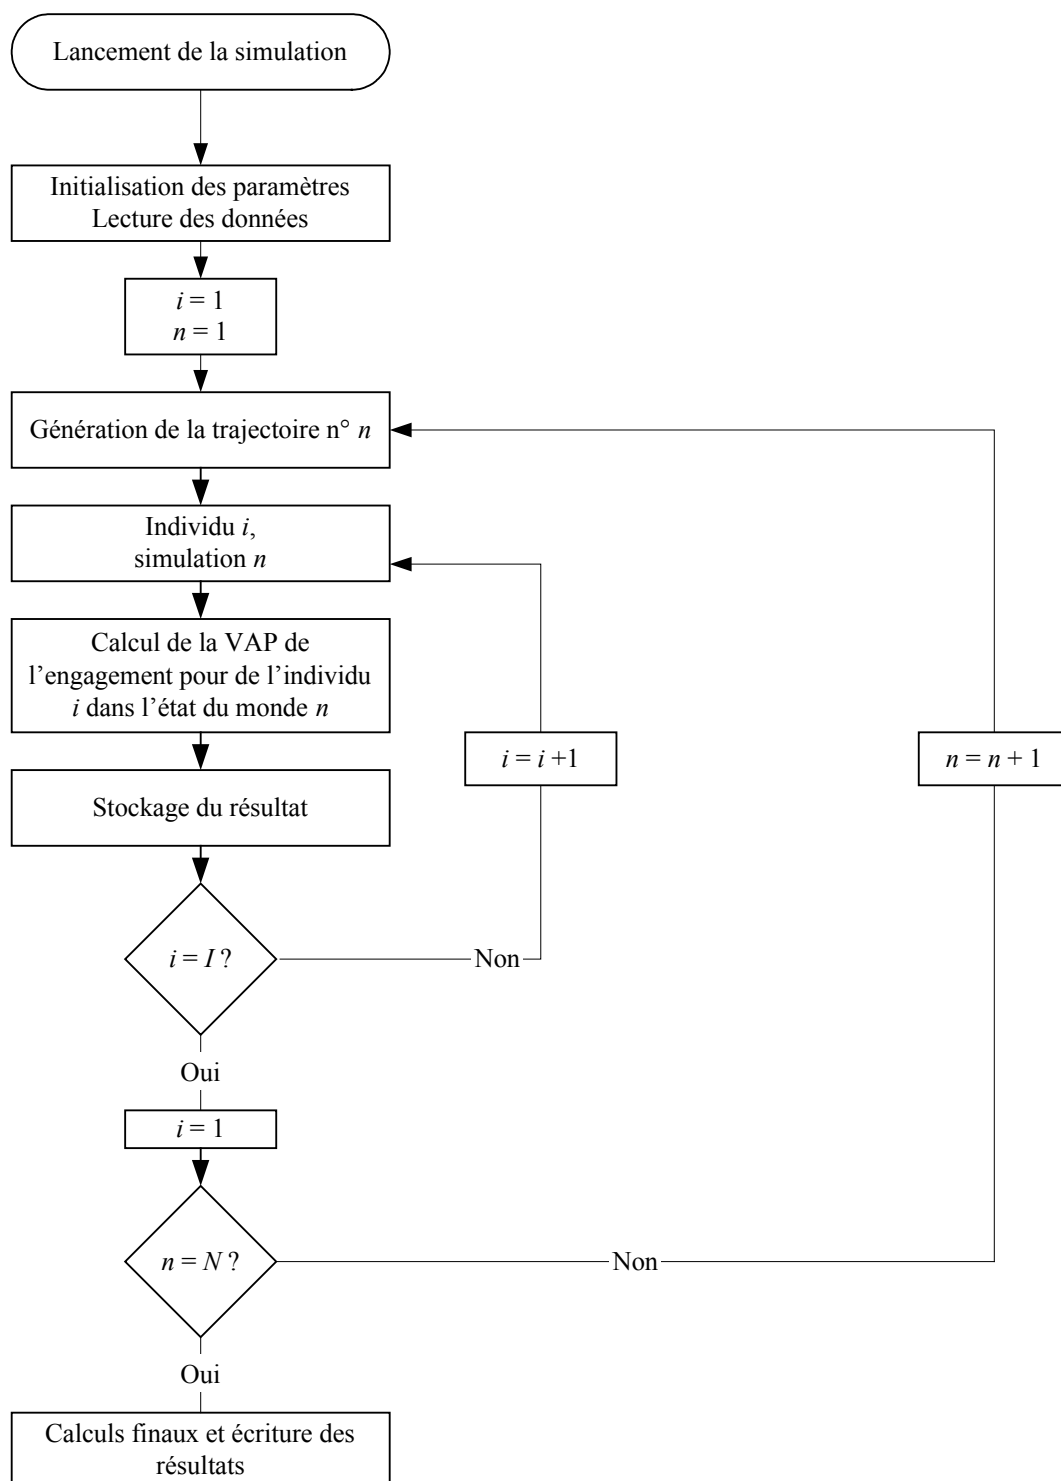 Lancement de la simulation
Initialisation des paramètres
Lecture des données
i = 1
n = 1
Génération de la trajectoire n° n
Individu i,
simulation n
Calcul de la VAP de
l’engagement pour de l’individu
i dans l’état du monde n
i = i +1
n = n + 1
Stockage du résultat
i = I ?
Non
Oui
i = 1
n = N ?
Non
Oui
Calculs finaux et écriture des
résultats